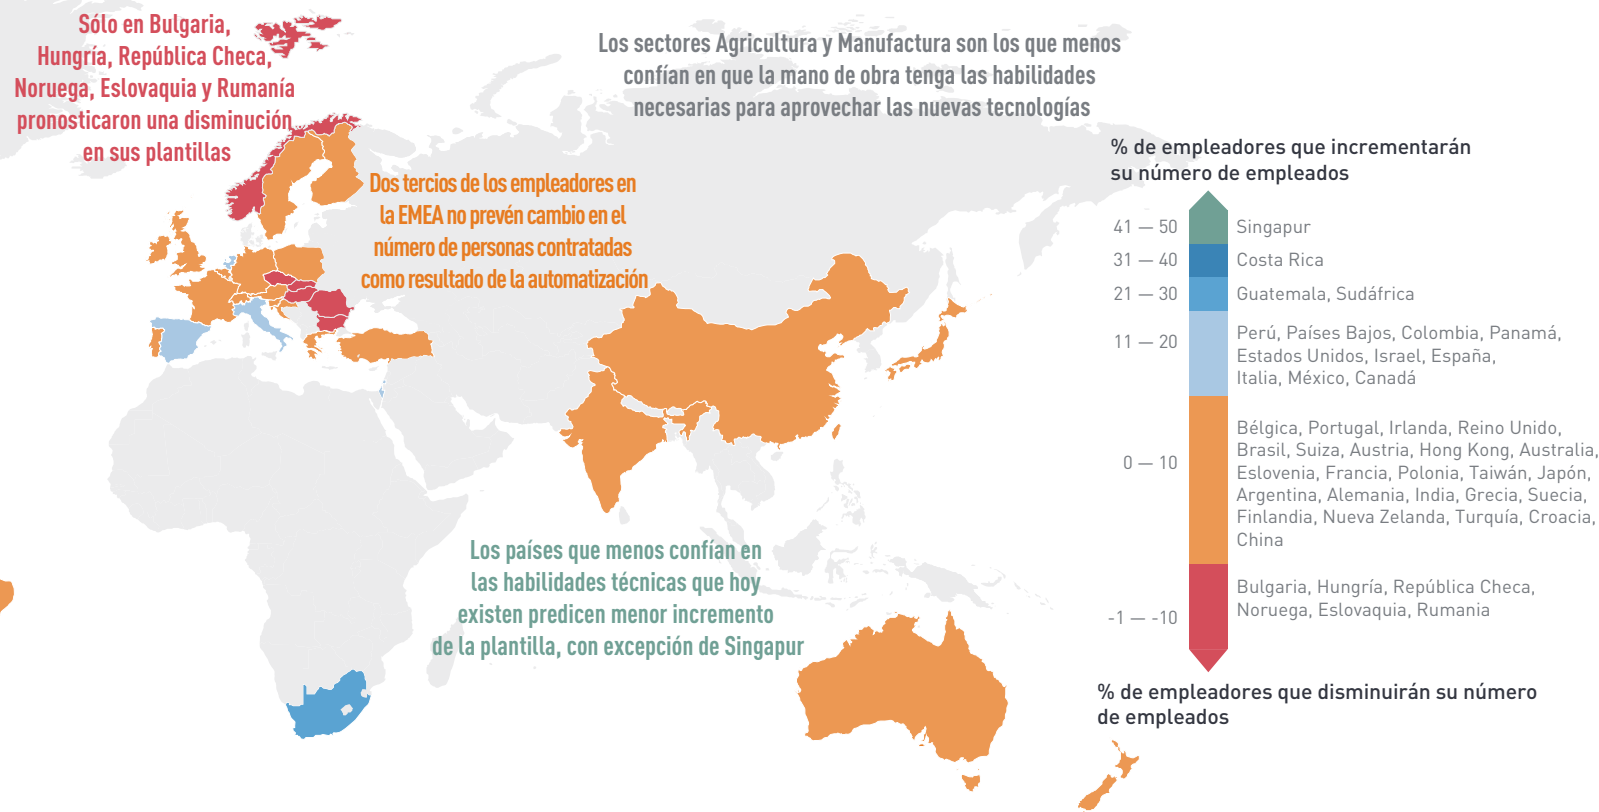 Sólo en Bulgaria,
Hungría, República Checa,
Noruega, Eslovaquia y Rumanía
pronosticaron una disminución
en sus plantillas
Los sectores Agricultura y Manufactura son los que menos
confían en que la mano de obra tenga las habilidades
necesarias para aprovechar las nuevas tecnologías
Dos tercios de los empleadores en
la EMEA no prevén cambio en el
número de personas contratadas
como resultado de la automatización
Los países que menos confían en
las habilidades técnicas que hoy
existen predicen menor incremento
de la plantilla, con excepción de Singapur
% de empleadores que incrementarán
su número de empleados
41 — 50 Singapur
31 — 40 Costa Rica
21 — 30 Guatemala, Sudáfrica
11 — 20
Perú, Países Bajos, Colombia, Panamá,
Estados Unidos, Israel, España,
Italia, México, Canadá
0 — 10
Bélgica, Portugal, Irlanda, Reino Unido,
Brasil, Suiza, Austria, Hong Kong, Australia,
Eslovenia, Francia, Polonia, Taiwán, Japón,
Argentina, Alemania, India, Grecia, Suecia,
Finlandia, Nueva Zelanda, Turquía, Croacia,
China
-1 — -10
Bulgaria, Hungría, República Checa,
Noruega, Eslovaquia, Rumania
% de empleadores que disminuirán su número
de empleados